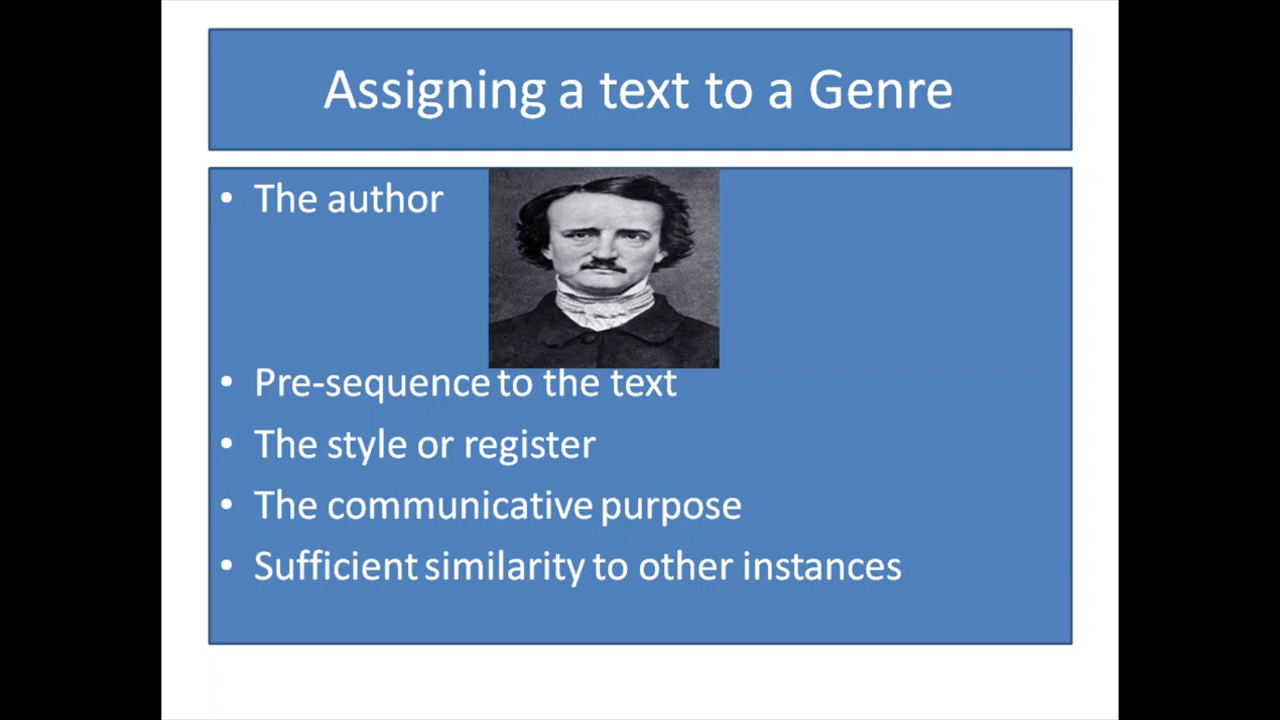 Assigning a text to a Genre
• The author
• Pre-sequence to the text
• The style or register
• The communicative purpose
• Sufficient similarity to other instances